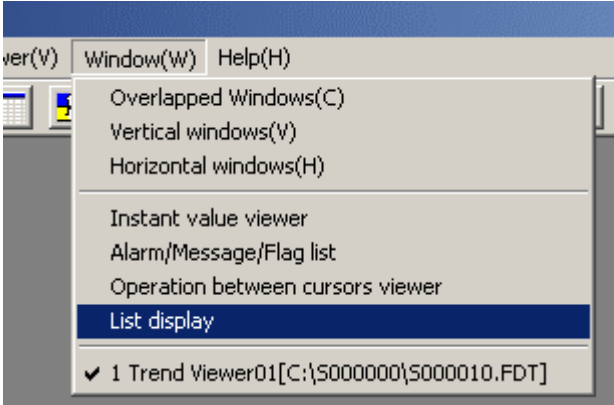 ver(V) Window(W) Help(H)
Overlapped Windows(C)
Vertical windows(V)
Horizontal windows(H)
Instant value viewer
Alarm/Message/Flag list
Operation between cursors viewer
List display
✔ 1 Trend Viewer01[C:\S000000\S000010.FDT]